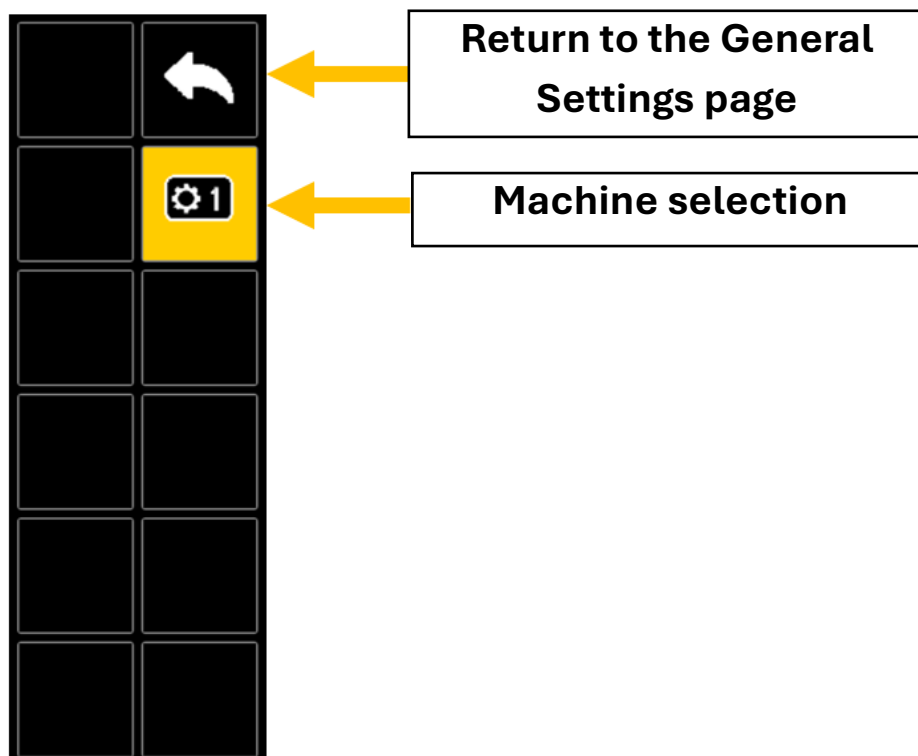 Return to the General
Settings page
1
Machine selection